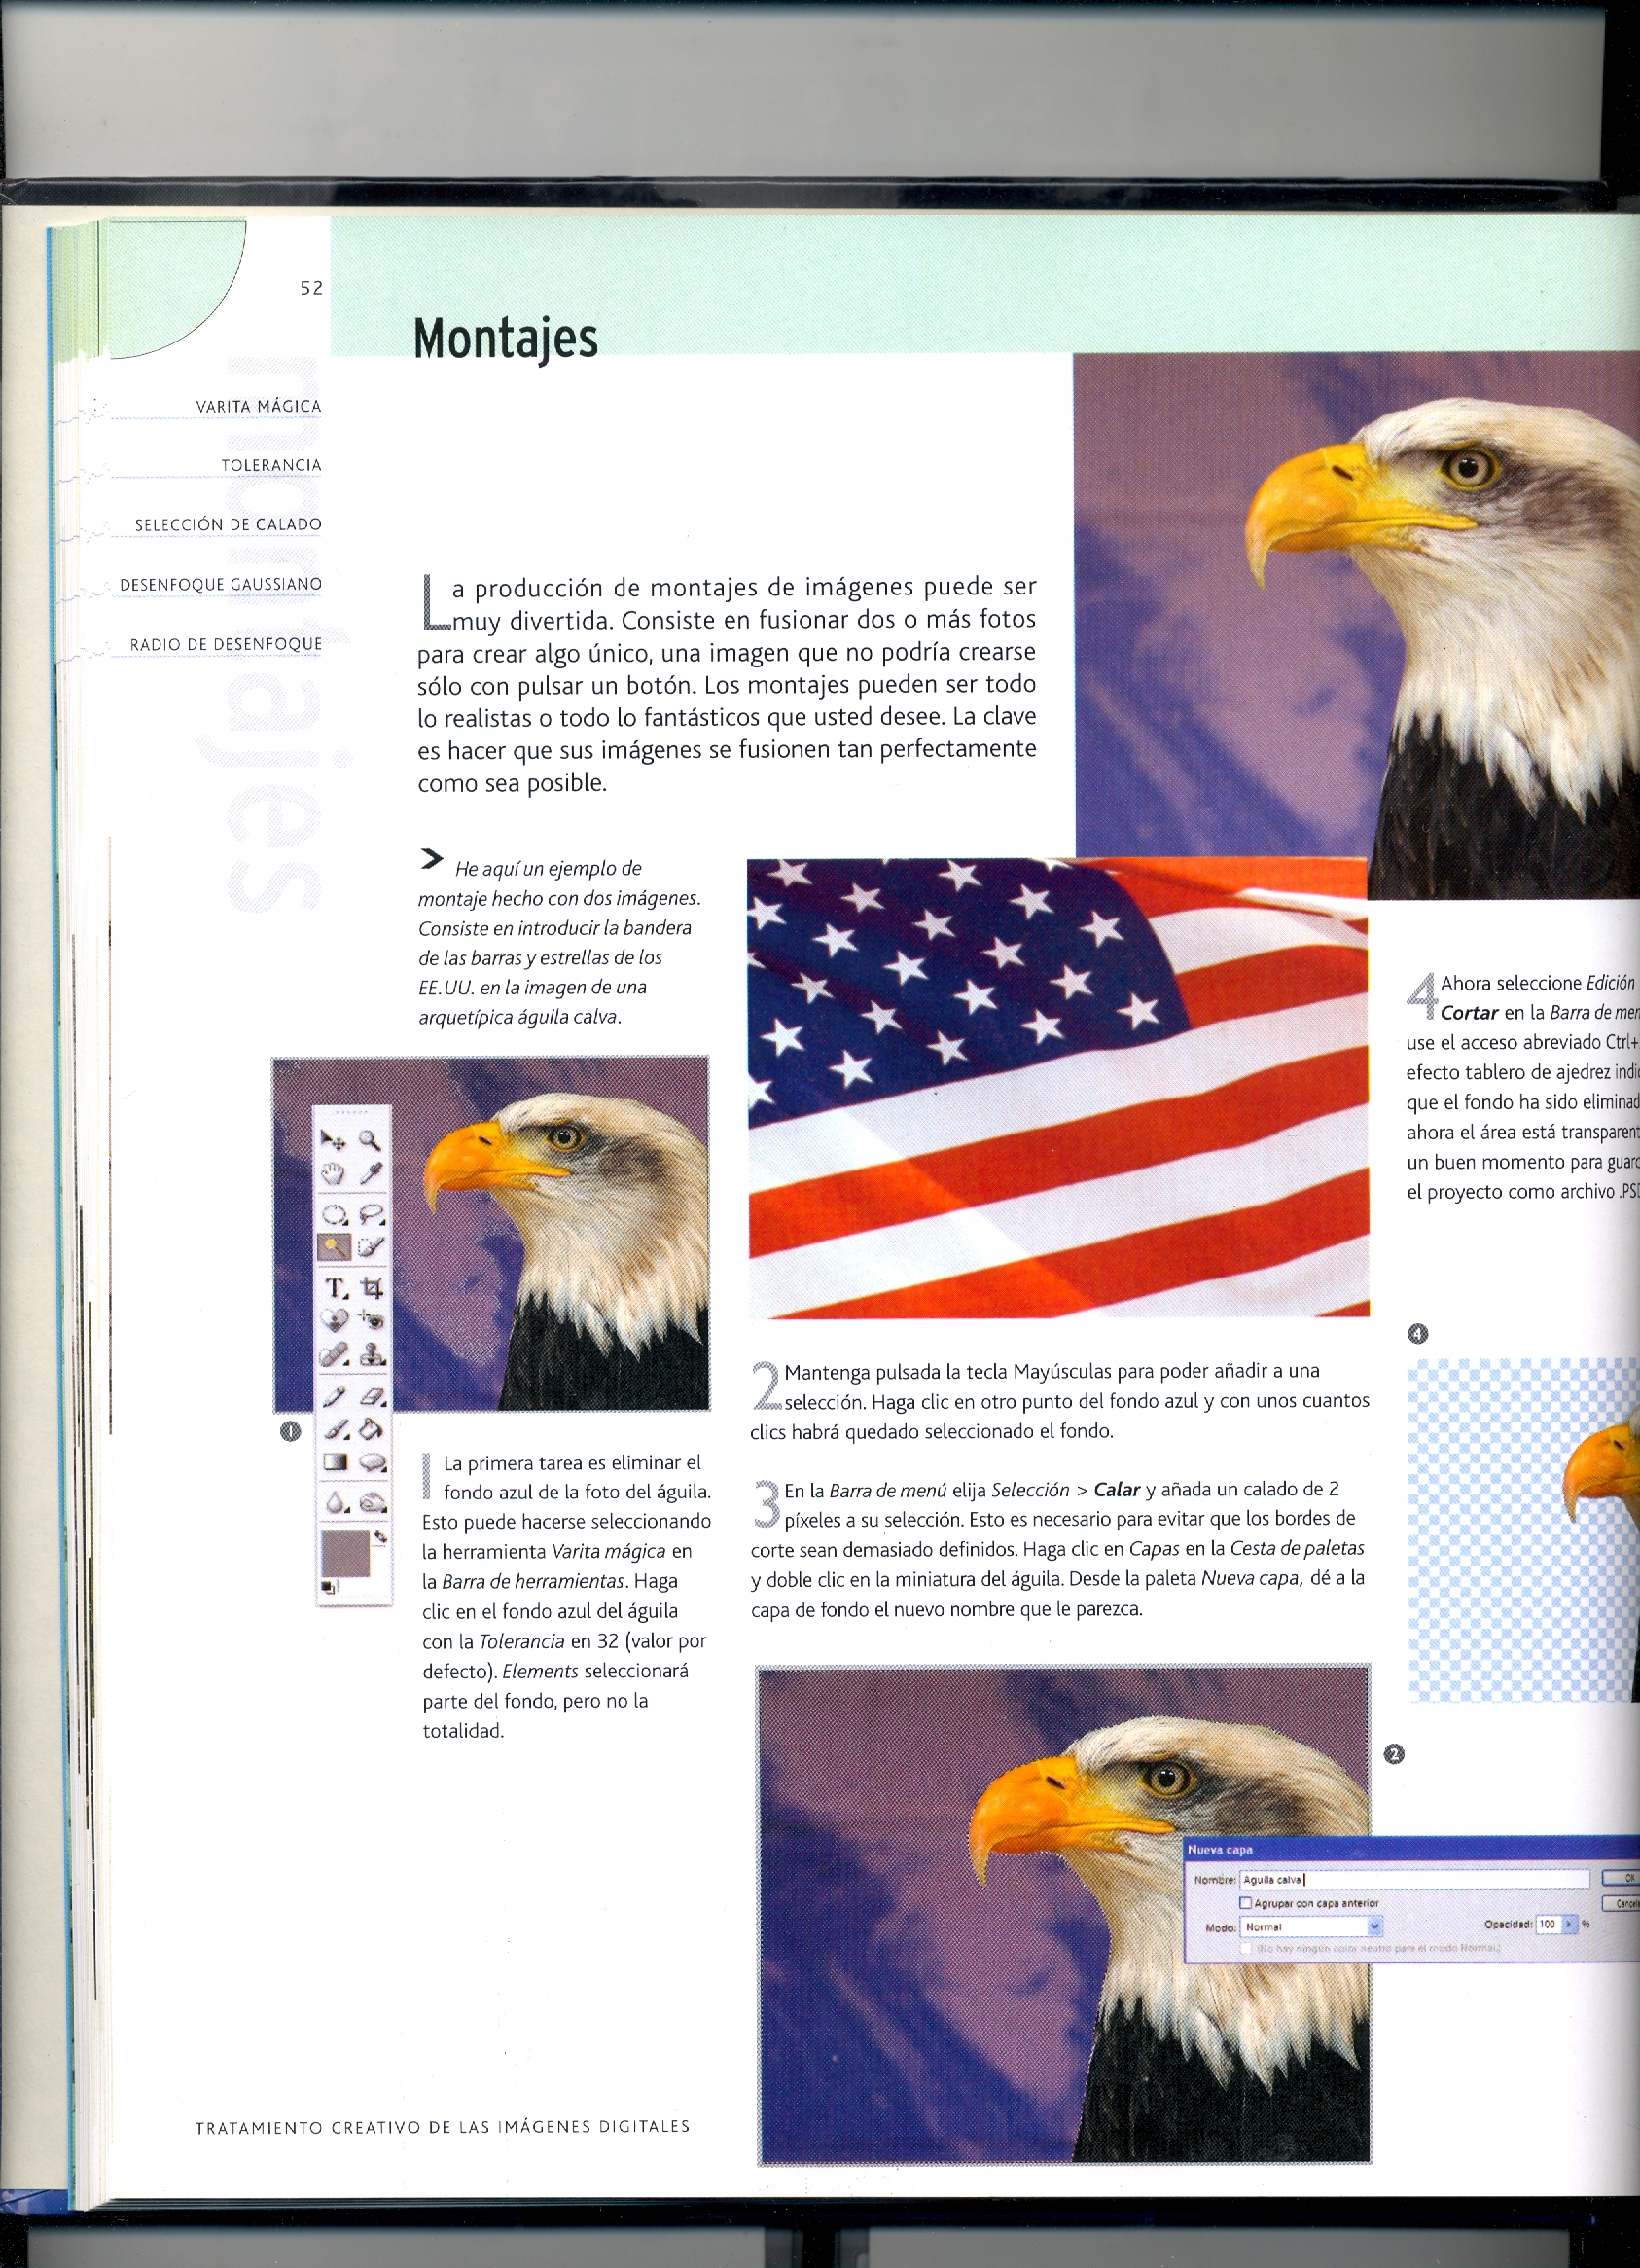 52
Montajes
montajes
VARITA MÁGICA
TOLERANCIA
SELECCIÓN DE CALADO
DESENFOQUE GAUSSIANO
RADIO DE DESENFOQUE
La producción de montajes de imágenes puede ser
muy divertida. Consiste en fusionar dos o más fotos
para crear algo único, una imagen que no podría crearse
sólo con pulsar un botón. Los montajes pueden ser todo
lo realistas o todo lo fantásticos que usted desee. La clave
es hacer que sus imágenes se fusionen tan perfectamente
como sea posible.
> He aquí un ejemplo de
montaje hecho con dos imágenes.
Consiste en introducir la bandera
de las barras y estrellas de los
EE.UU. en la imagen de una
arquetípica águila calva.
T
1
1 La primera tarea es eliminar el
fondo azul de la foto del águila.
Esto puede hacerse seleccionando
la herramienta Varita mágica en
la Barra de herramientas. Haga
clic en el fondo azul del águila
con la Tolerancia en 32 (valor por
defecto). Elements seleccionará
parte del fondo, pero no la
totalidad.
2 Mantenga pulsada la tecla Mayúsculas para poder añadir a una
selección. Haga clic en otro punto del fondo azul y con unos cuantos
clics habrá quedado seleccionado el fondo.
3 En la Barra de menú elija Selección > Calar y añada un calado de 2
píxeles a su selección. Esto es necesario para evitar que los bordes de
corte sean demasiado definidos. Haga clic en Capas en la Cesta de paletas
y doble clic en la miniatura del águila. Desde la paleta Nueva capa, dé a la
capa de fondo el nuevo nombre que le parezca.
4 Ahora seleccione Edición
Cortar en la Barra de
use el acceso abreviado Ctrl+
efecto tablero de ajedrez
que el fondo ha sido
ahora el área está
un buen momento para
el proyecto como archivo
4
2
Nueva capa
Nombre: Aguila calva
OK
Agrupar con capa anterior
Modo: Normal
Opacidad: 100 %
(No hay ningún color neutro para el modo Normal.)
TRATAMIENTO CREATIVO DE LAS IMÁGENES DIGITALES